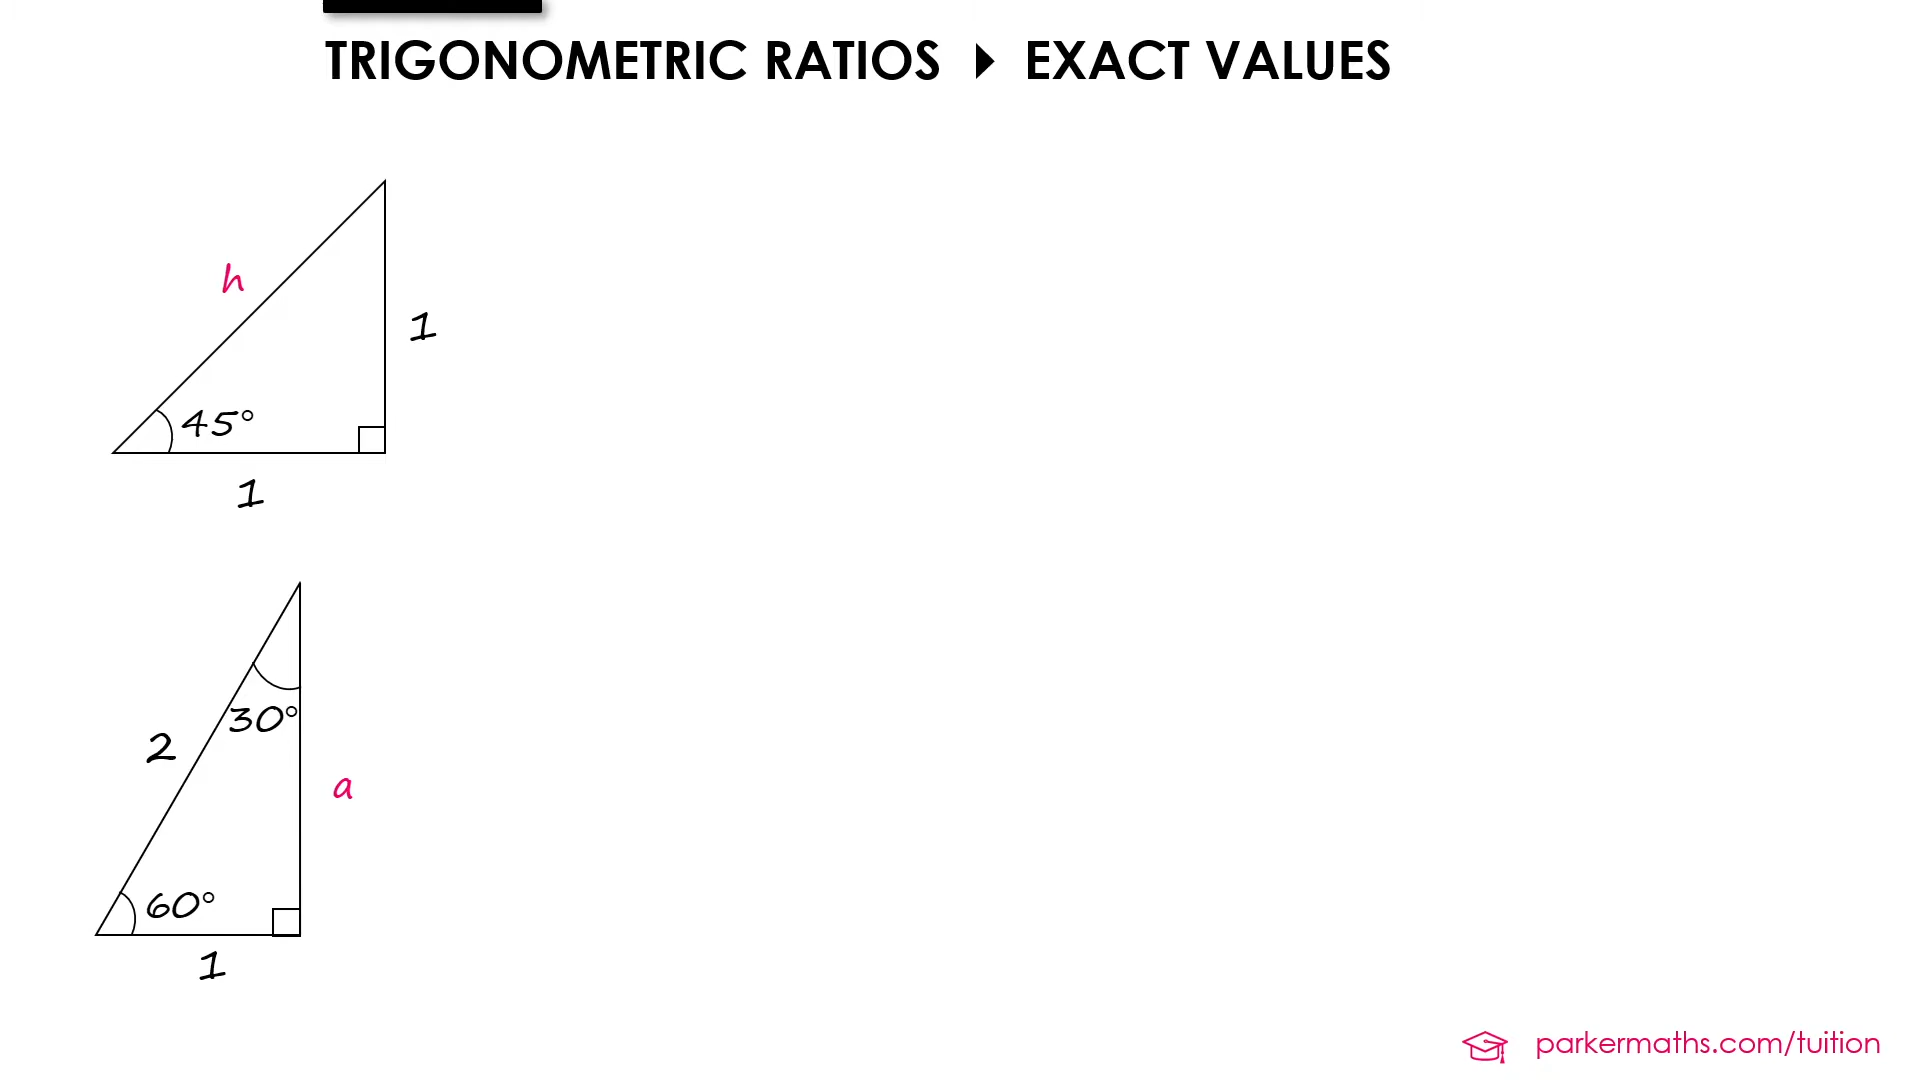 TRIGONOMETRIC RATIOS ▶ EXACT VALUES
h
1
45°
1
30°
2
a
60°
1
parkermaths.com/tuition